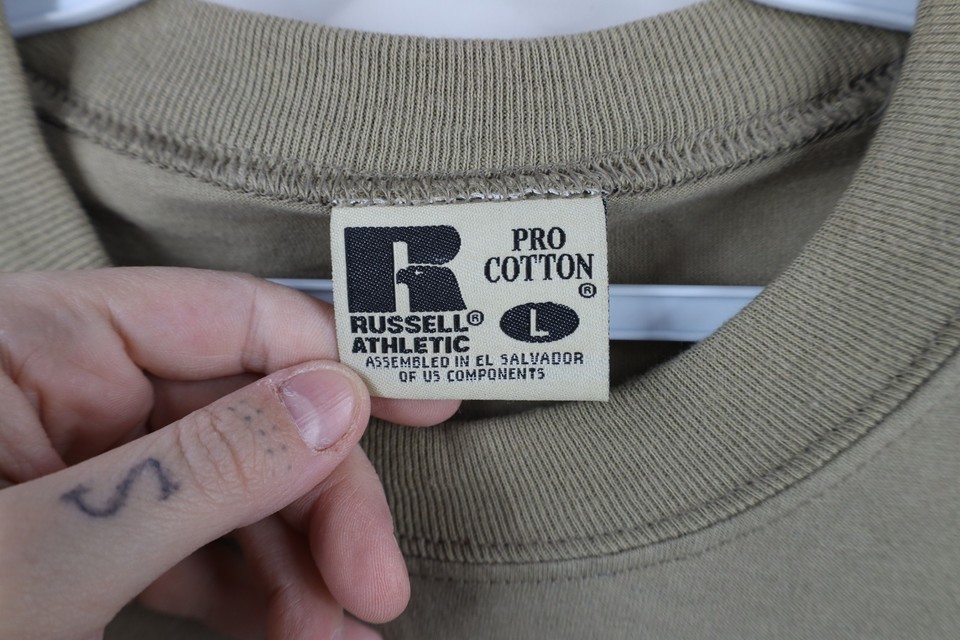 R
PRO
COTTON®
L
RUSSELL®
ATHLETIC
ASSEMBLED IN EL SALVADOR
OF US COMPONENTS
S